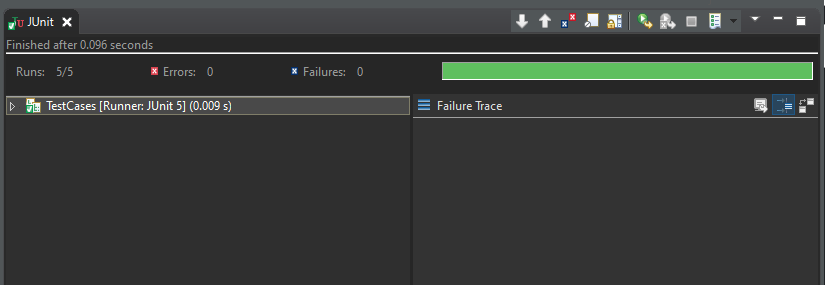 JUnit
Finished after 0.096 seconds
Runs: 5/5 Errors: 0 Failures: 0
TestCases [Runner: JUnit 5] (0.009 s)
Failure Trace